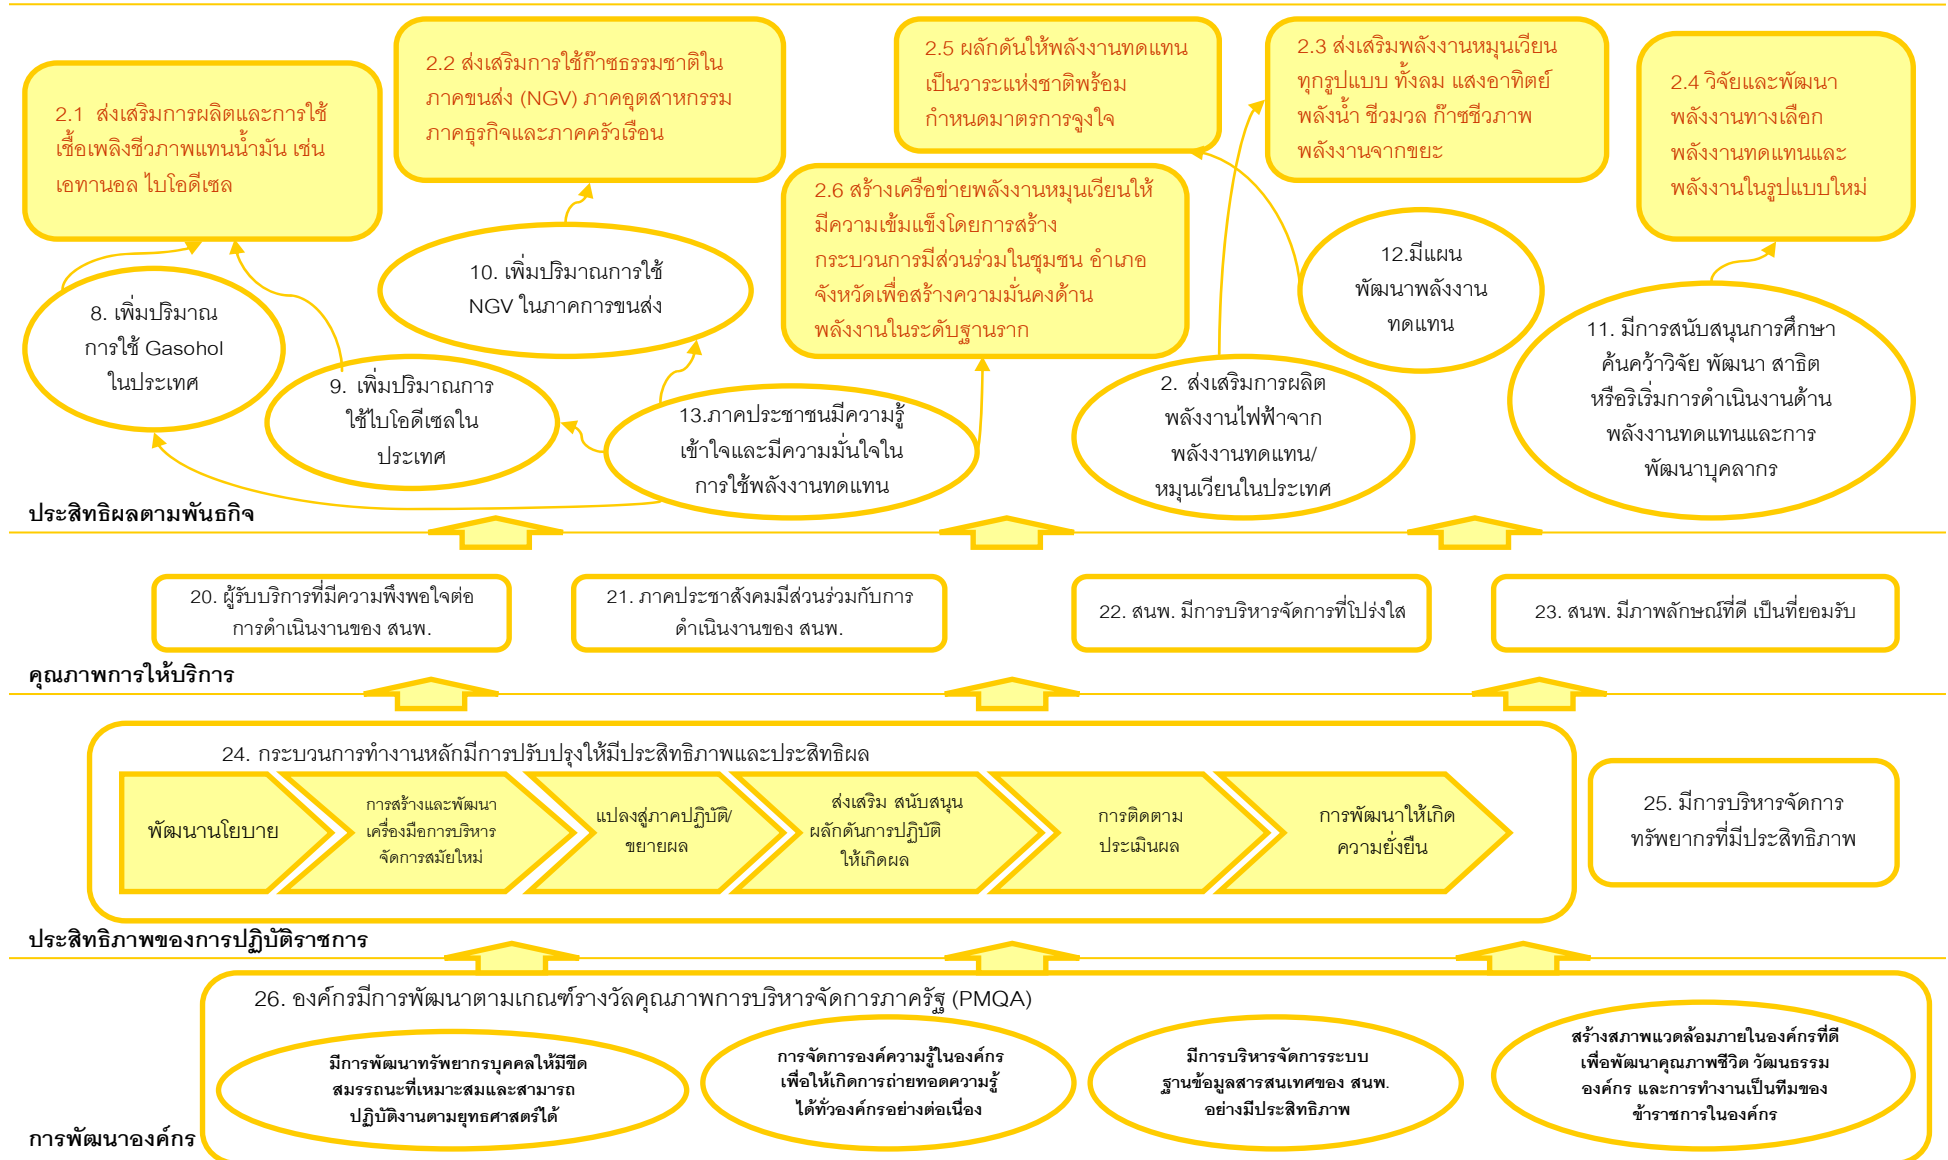 2.1 ส่งเสริมการผลิตและการใช้
เชื้อเพลิงชีวภาพแทนน้ำมัน เช่น
เอทานอล ไบโอดีเซล
2.2 ส่งเสริมการใช้ก๊าซธรรมชาติใน
ภาคขนส่ง (NGV) ภาคอุตสาหกรรม
ภาคธุรกิจและภาคครัวเรือน
2.5 ผลักดันให้พลังงานทดแทน
เป็นวาระแห่งชาติพร้อม
กำหนดมาตรการจูงใจ
2.3 ส่งเสริมพลังงานหมุนเวียน
ทุกรูปแบบ ทั้งลม แสงอาทิตย์
พลังน้ำ ชีวมวล ก๊าซชีวภาพ
พลังงานจากขยะ
2.4 วิจัยและพัฒนา
พลังงานทางเลือก
พลังงานทดแทนและ
พลังงานในรูปแบบใหม่
2.6 สร้างเครือข่ายพลังงานหมุนเวียนให้
มีความเข้มแข็งโดยการสร้าง
กระบวนการมีส่วนร่วมในชุมชน อำเภอ
จังหวัดเพื่อสร้างความมั่นคงด้าน
พลังงานในระดับฐานราก
8. เพิ่มปริมาณ
การใช้ Gasohol
ในประเทศ
10. เพิ่มปริมาณการใช้
NGV ในภาคการขนส่ง
12.มีแผน
พัฒนาพลังงาน
ทดแทน
9. เพิ่มปริมาณการ
ใช้ไบโอดีเซลใน
ประเทศ
13.ภาคประชาชนมีความรู้
เข้าใจและมีความมั่นใจใน
การใช้พลังงานทดแทน
2. ส่งเสริมการผลิต
พลังงานไฟฟ้าจาก
พลังงานทดแทน/
หมุนเวียนในประเทศ
11. มีการสนับสนุนการศึกษา
ค้นคว้าวิจัย พัฒนา สาธิต
หรือริเริ่มการดำเนินงานด้าน
พลังงานทดแทนและการ
พัฒนาบุคลากร
ประสิทธิผลตามพันธกิจ
20. ผู้รับบริการที่มีความพึงพอใจต่อ
การดำเนินงานของ สนพ.
21. ภาคประชาสังคมมีส่วนร่วมกับการ
ดำเนินงานของ สนพ.
22. สนพ. มีการบริหารจัดการที่โปร่งใส
23. สนพ. มีภาพลักษณ์ที่ดี เป็นที่ยอมรับ
คุณภาพการให้บริการ
24. กระบวนการทำงานหลักมีการปรับปรุงให้มีประสิทธิภาพและประสิทธิผล
พัฒนานโยบาย
การสร้างและพัฒนา
เครื่องมือการบริหาร
จัดการสมัยใหม่
แปลงสู่ภาคปฏิบัติ/
ขยายผล
ส่งเสริม สนับสนุน
ผลักดันการปฏิบัติ
ให้เกิดผล
การติดตาม
ประเมินผล
การพัฒนาให้เกิด
ความยั่งยืน
25. มีการบริหารจัดการ
ทรัพยากรที่มีประสิทธิภาพ
ประสิทธิภาพของการปฏิบัติราชการ
26. องค์กรมีการพัฒนาตามเกณฑ์รางวัลคุณภาพการบริหารจัดการภาครัฐ (PMQA)
มีการพัฒนาทรัพยากรบุคคลให้มีขีด
สมรรถนะที่เหมาะสมและสามารถ
ปฏิบัติงานตามยุทธศาสตร์ได้
การจัดการองค์ความรู้ในองค์กร
เพื่อให้เกิดการถ่ายทอดความรู้
ได้ทั่วองค์กรอย่างต่อเนื่อง
มีการบริหารจัดการระบบ
ฐานข้อมูลสารสนเทศของ สนพ.
อย่างมีประสิทธิภาพ
สร้างสภาพแวดล้อมภายในองค์กรที่ดี
เพื่อพัฒนาคุณภาพชีวิต วัฒนธรรม
องค์กร และการทำงานเป็นทีมของ
ข้าราชการในองค์กร
การพัฒนาองค์กร